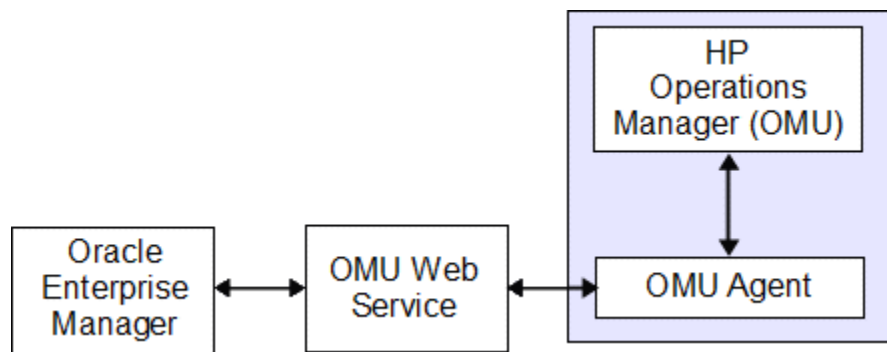 HP
Operations
Manager (OMU)
Oracle
Enterprise
Manager
OMU Web
Service
OMU Agent